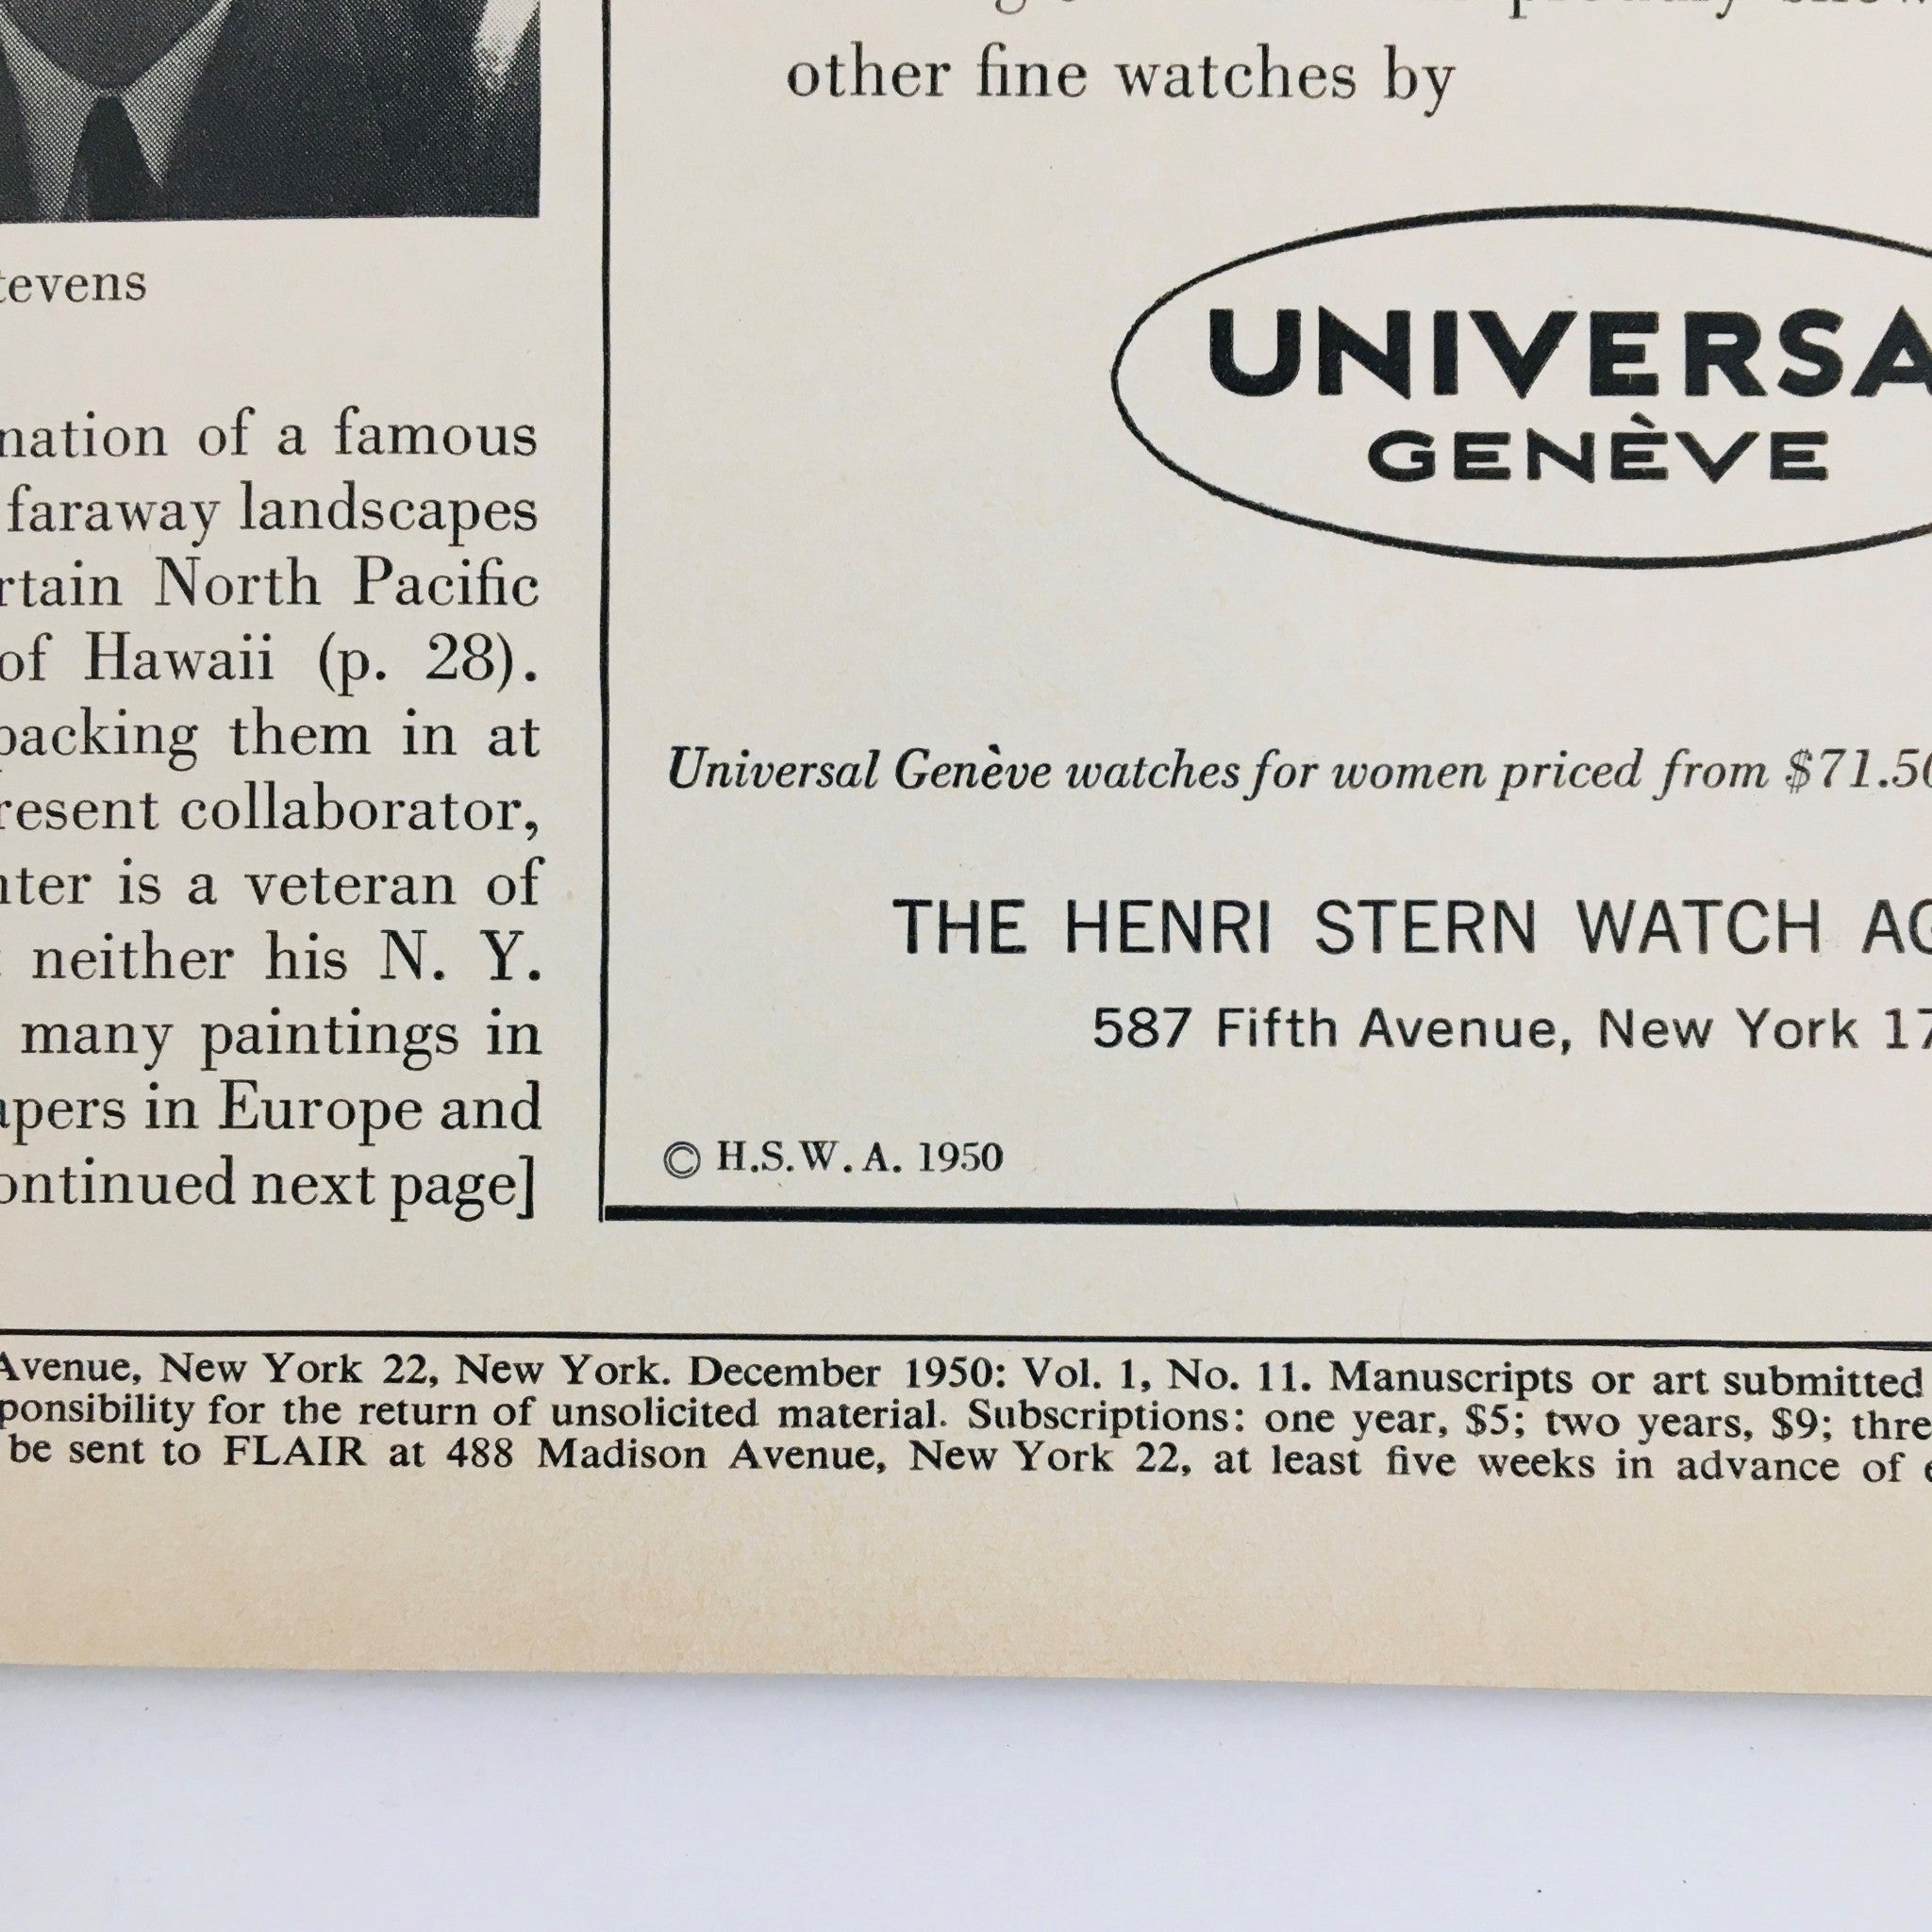 tevens
nation of a famous
faraway landscapes
rtain North Pacific
of Hawaii (p. 28).
packing them in at
resent collaborator,
nter is a veteran of
neither his N. Y.
many paintings in
apers in Europe and
ontinued next page]
other fine watches by
UNIVERSA
GENÈVE
Universal Genève watches for women priced from $71.50
THE HENRI STERN WATCH AG
587 Fifth Avenue, New York 17
© H.S.W.A. 1950
Avenue, New York 22, New York. December 1950: Vol. 1, No. 11. Manuscripts or art submitted
ponsibility for the return of unsolicited material. Subscriptions: one year, $5; two years, $9; thre
be sent to FLAIR at 488 Madison Avenue, New York 22, at least five weeks in advance of